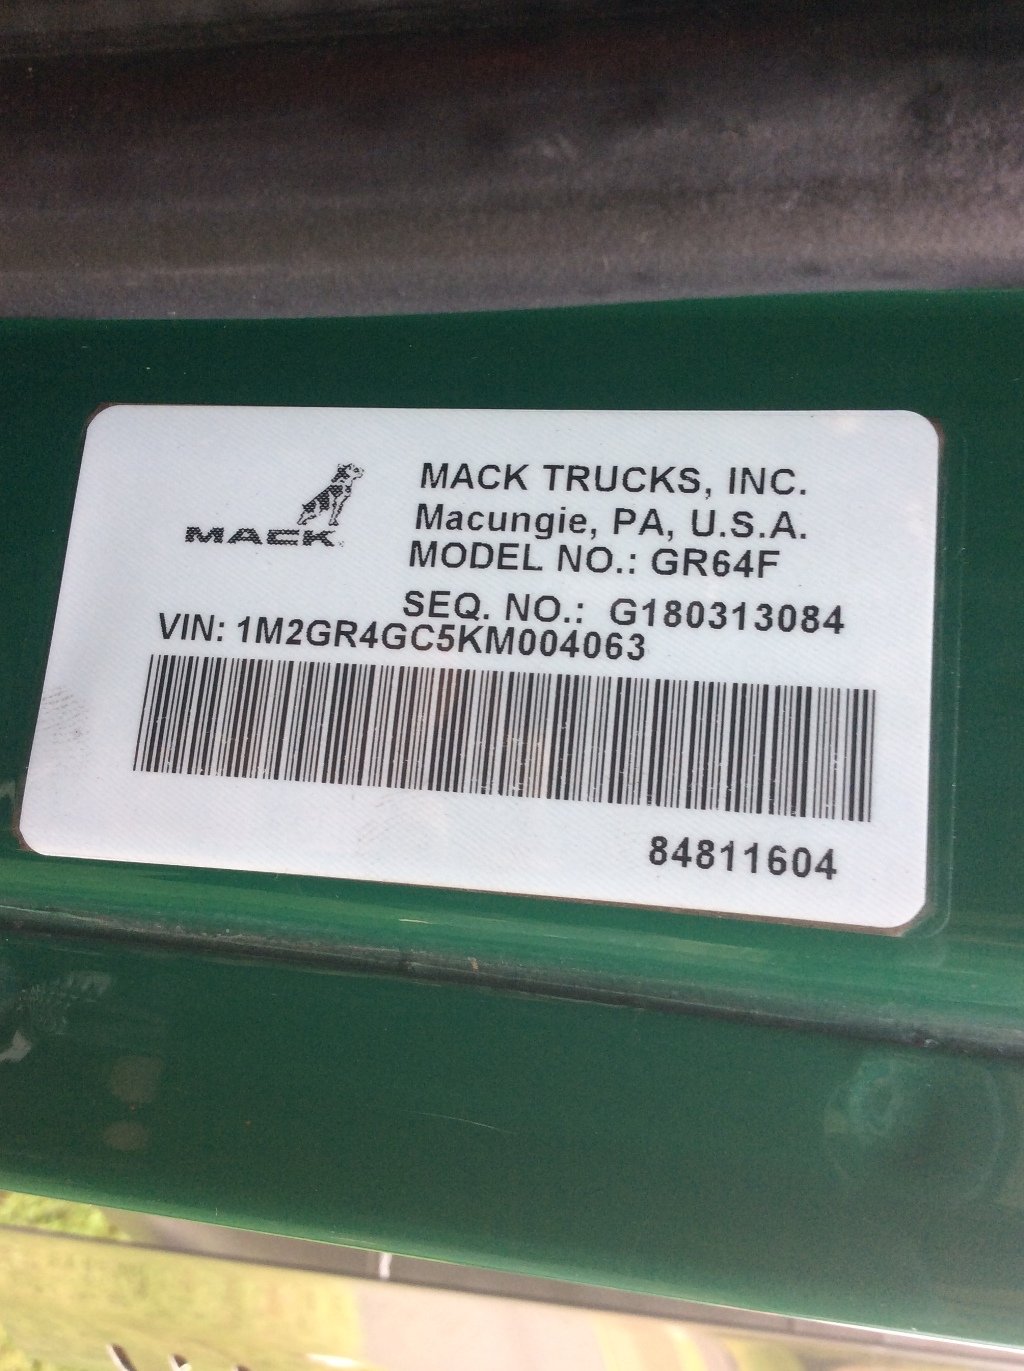 MACK
MACK TRUCKS, INC.
Macungie, PA, U.S.A.
MODEL NO.: GR64F
SEQ. NO.: G180313084
VIN: 1M2GR4GC5KM004063
84811604